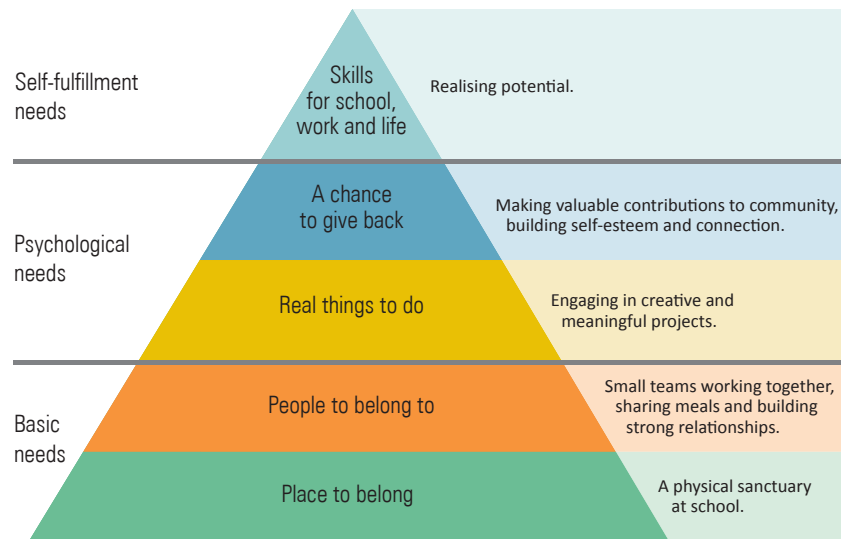 Self-fulfillment
needs
Skills
for school,
work and life
Realising potential.
Psychological
needs
A chance
to give back
Making valuable contributions to community,
building self-esteem and connection.
Real things to do
Engaging in creative and
meaningful projects.
Basic
needs
People to belong to
Small teams working together,
sharing meals and building
strong relationships.
Place to belong
A physical sanctuary
at school.